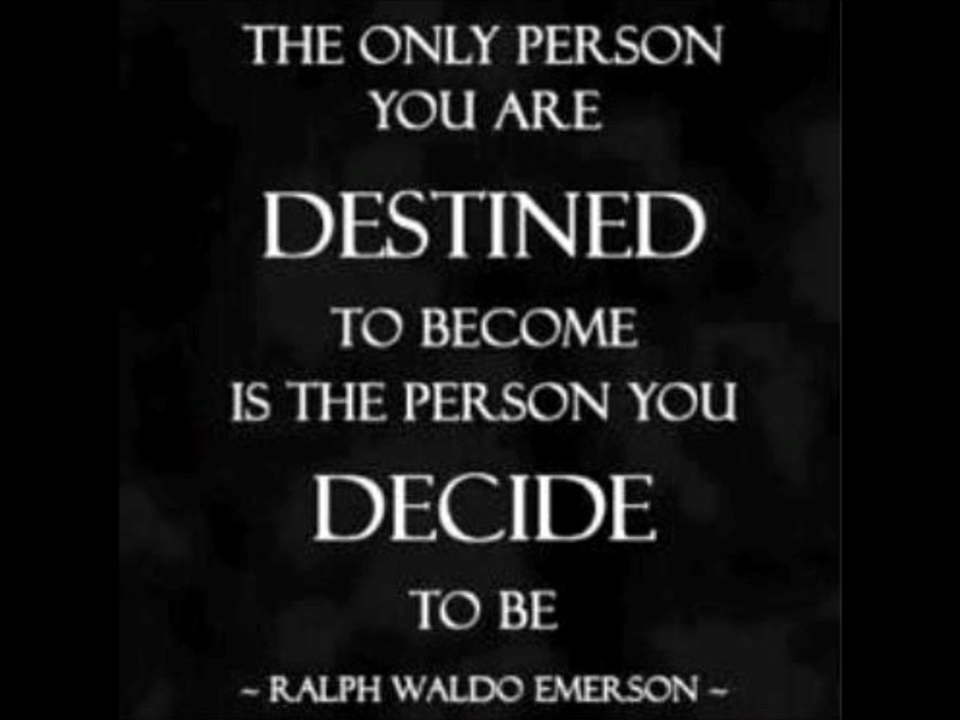 THE ONLY PERSON
YOU ARE
DESTINED
TO BECOME
IS THE PERSON YOU
DECIDE
TO BE
~ RALPH WALDO EMERSON ~